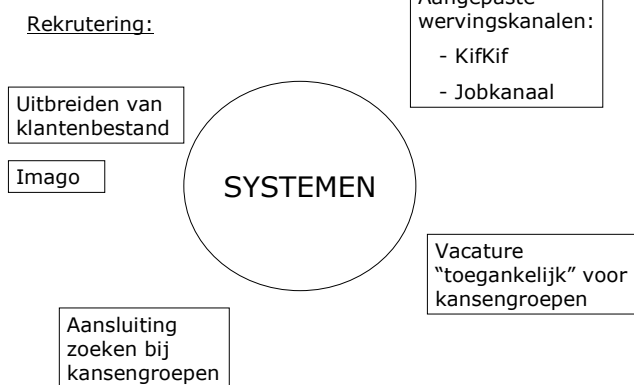 Rekrutering:
Aangepaste
wervingskanalen:
- KifKif
- Jobkanaal
Uitbreiden van
klantenbestand
Imago
SYSTEMEN
Vacature
“toegankelijk” voor
kansengroepen
Aansluiting
zoeken bij
kansengroepen